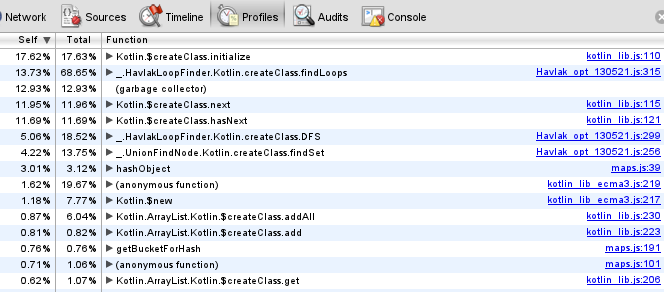 Network Sources Timeline Profiles Audits Console
Self ▼ Total Function
17.62% 17.63% ▶ Kotlin.$createClass.initialize kotlin_lib.js:110
13.73% 68.65% ▶ _.HavlakLoopFinder.Kotlin.createClass.findLoops Havlak_opt_130521.js:315
12.93% 12.93% (garbage collector)
11.95% 11.96% ▶ Kotlin.$createClass.next kotlin_lib.js:115
11.69% 11.69% ▶ Kotlin.$createClass.hasNext kotlin_lib.js:121
5.06% 18.52% ▶ _.HavlakLoopFinder.Kotlin.createClass.DFS Havlak_opt_130521.js:299
4.22% 13.75% ▶ _.UnionFindNode.Kotlin.createClass.findSet Havlak_opt_130521.js:256
3.01% 3.12% ▶ hashObject maps.js:39
1.62% 19.67% ▶ (anonymous function) kotlin_lib_ecma3.js:219
1.18% 7.77% ▶ Kotlin.$new kotlin_lib_ecma3.js:217
0.87% 6.04% ▶ Kotlin.ArrayList.Kotlin.$createClass.addAll kotlin_lib.js:230
0.81% 0.82% ▶ Kotlin.ArrayList.Kotlin.$createClass.add kotlin_lib.js:223
0.76% 0.76% ▶ getBucketForHash maps.js:191
0.71% 1.06% ▶ (anonymous function) maps.js:101
0.62% 1.07% ▶ Kotlin.ArrayList.Kotlin.$createClass.get kotlin_lib.js:206